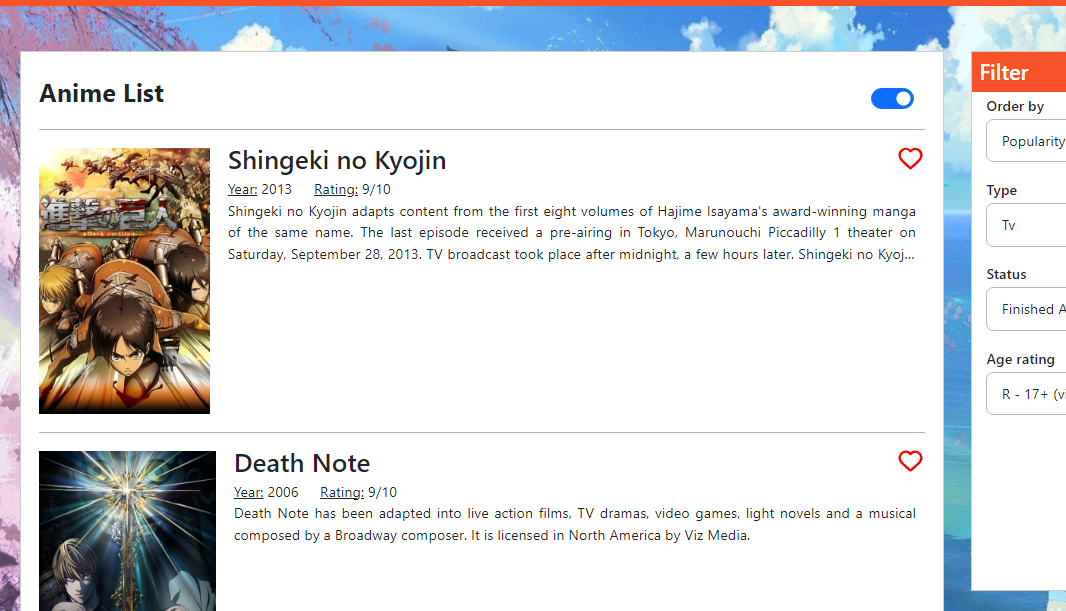 Anime List
Shingeki no Kyojin
Year: 2013 Rating: 9/10
Shingeki no Kyojin adapts content from the first eight volumes of Hajime Isayama's award-winning manga
of the same name. The last episode received a pre-airing in Tokyo, Marunouchi Piccadilly 1 theater on
Saturday, September 28, 2013. TV broadcast took place after midnight, a few hours later. Shingeki no Kyoj...
進撃の巨人
Death Note
Year: 2006 Rating: 9/10
Death Note has been adapted into live action films, TV dramas, video games, light novels and a musical
composed by a Broadway composer. It is licensed in North America by Viz Media.
Filter
Order by
Popularity
Type
Tv
Status
Finished A
Age rating
R - 17+ (vi